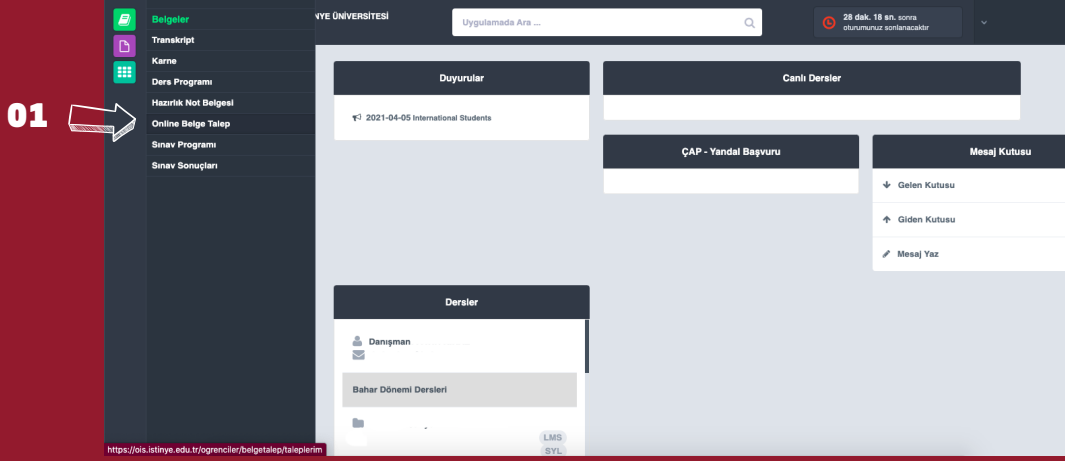 01
Belgeler
Transkript
Karne
Ders Programı
Hazırlık Not Belgesi
Online Belge Talep
Sınav Programı
Sınav Sonuçları
NYE ÜNİVERSİTESİ
Uygulamada Ara ...
28 dak. 18 sn. sonra
oturumunuz sonlanacaktır
Duyurular
2021-04-05 International Students
Canlı Dersler
ÇAP - Yandal Başvuru
Mesaj Kutusu
Gelen Kutusu
Giden Kutusu
Mesaj Yaz
Dersler
Danışman
Bahar Dönemi Dersleri
LMS
SYL
https://ois.istinye.edu.tr/ogrenciler/belgetalep/taleplerim